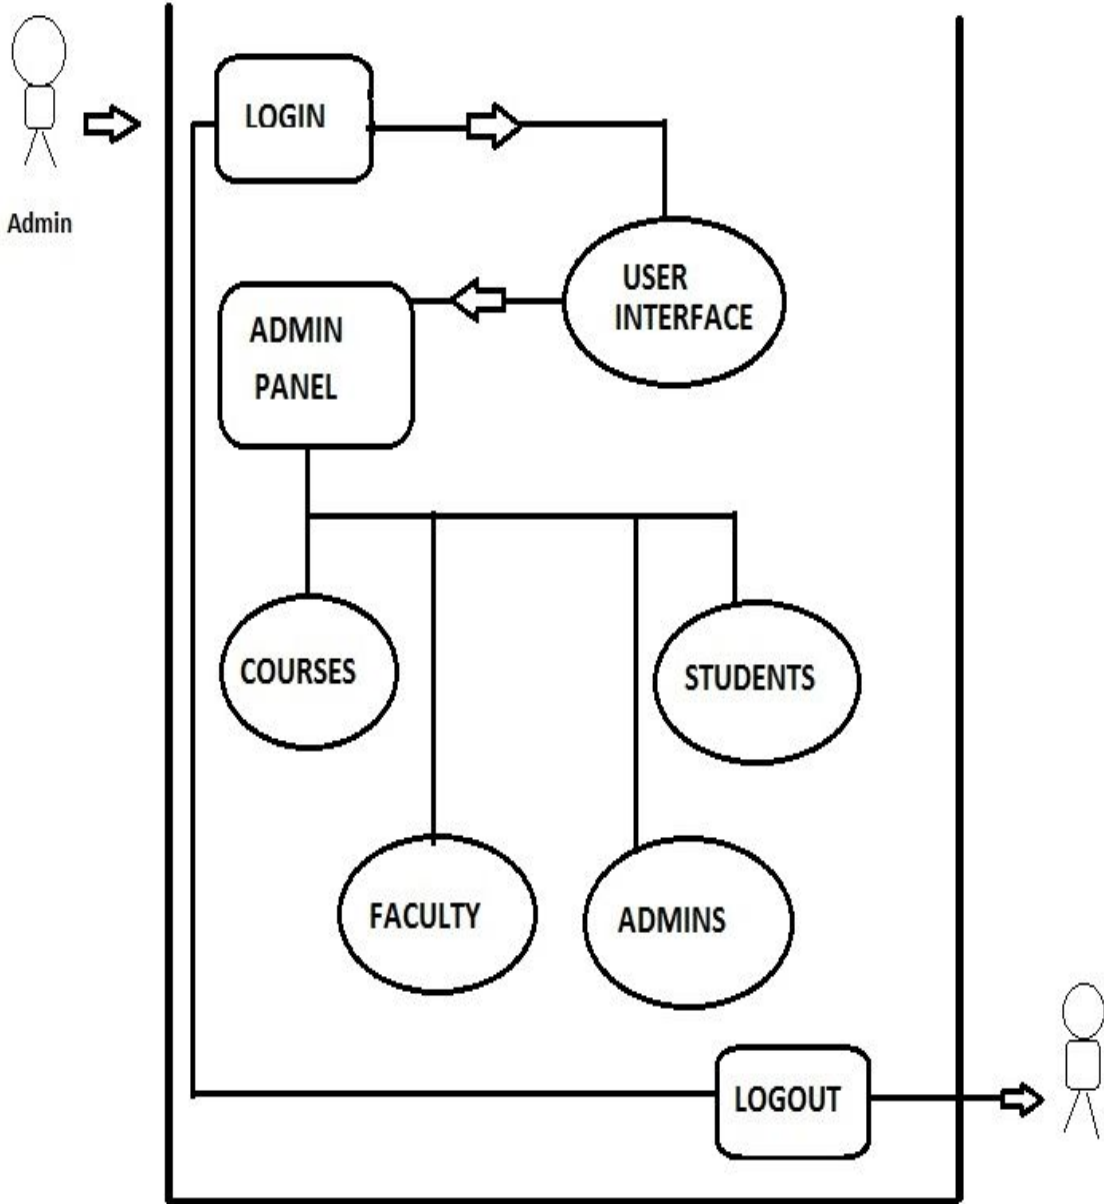 LOGIN
Admin
USER
INTERFACE
ADMIN
PANEL
COURSES
STUDENTS
FACULTY
ADMINS
LOGOUT